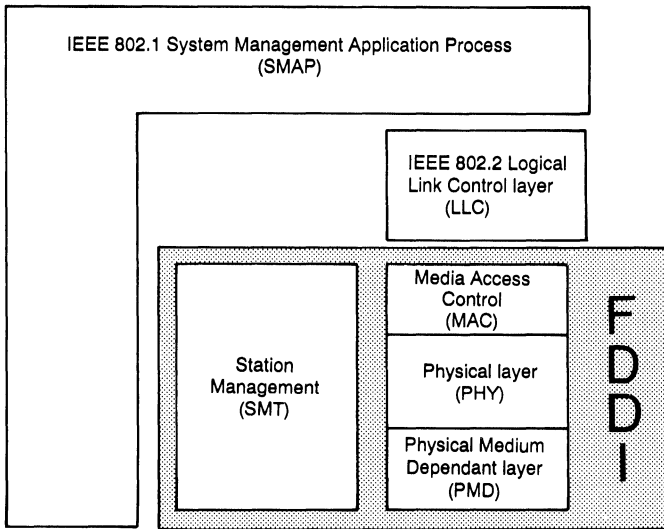 IEEE 802.1 System Management Application Process
(SMAP)
IEEE 802.2 Logical
Link Control layer
(LLC)
Station
Management
(SMT)
Media Access
Control
(MAC)
Physical layer
(PHY)
Physical Medium
Dependant layer
(PMD)
F
D
D
I